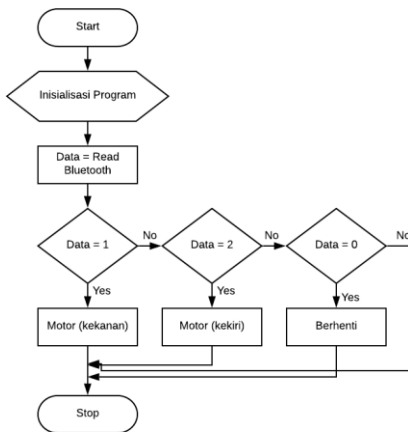 Start
Inisialisasi Program
Data = Read
Bluetooth
Data = 1
No
Data = 2
No
Data = 0
No
Yes
Yes
Yes
Motor (kekanan)
Motor (kekiri)
Berhenti
Stop